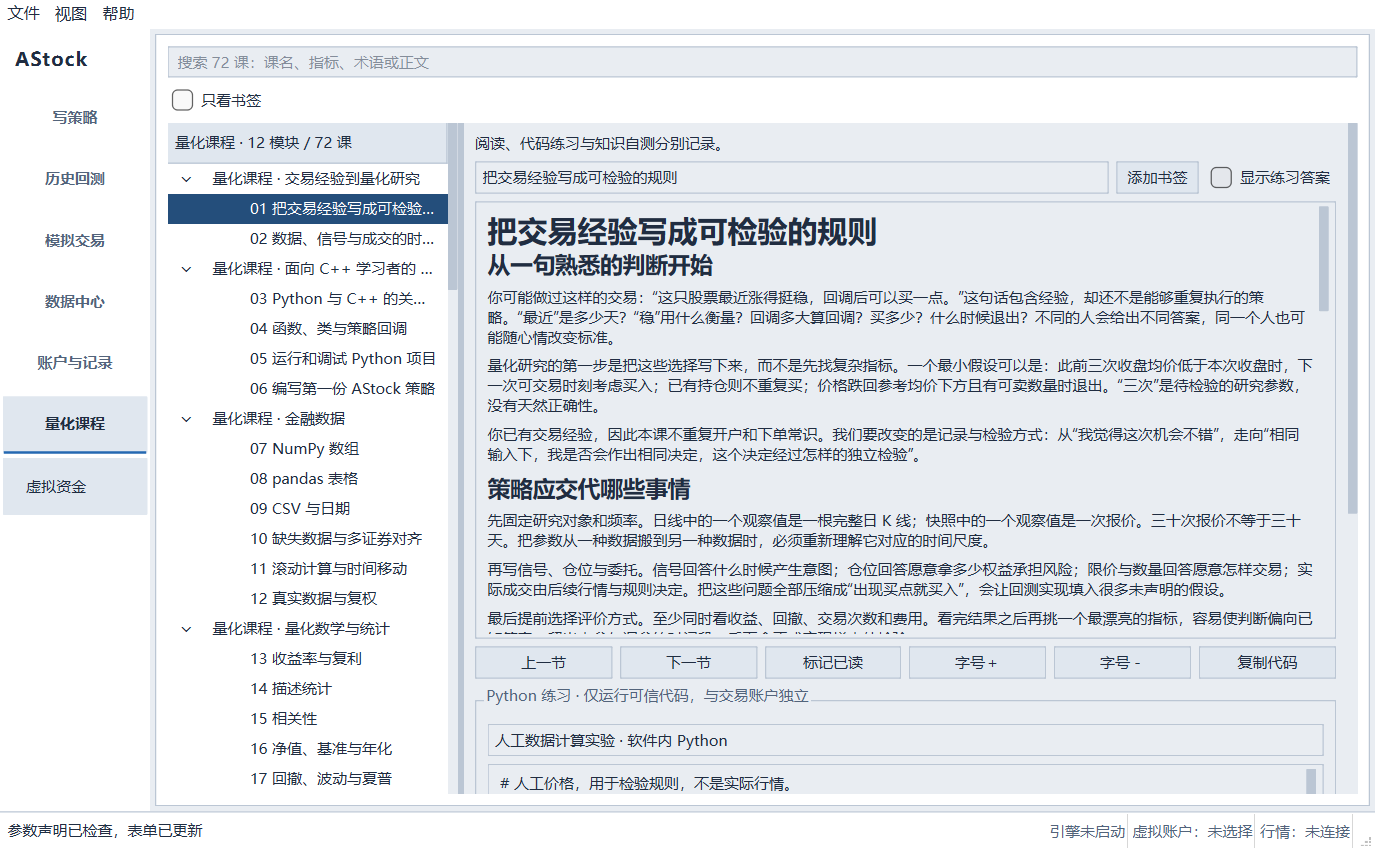 文件 视图 帮助
AStock
写策略
历史回测
模拟交易
数据中心
账户与记录
量化课程
虚拟资金
搜索 72 课：课名、指标、术语或正文
只看书签
量化课程 · 12 模块 / 72 课
量化课程 · 交易经验到量化研究
01 把交易经验写成可检验...
02 数据、信号与成交的时...
量化课程 · 面向 C++ 学习者的 ...
03 Python 与 C++ 的关...
04 函数、类与策略回调
05 运行和调试 Python 项目
06 编写第一份 AStock 策略
量化课程 · 金融数据
07 NumPy 数组
08 pandas 表格
09 CSV 与日期
10 缺失数据与多证券对齐
11 滚动计算与时间移动
12 真实数据与复权
量化课程 · 量化数学与统计
13 收益率与复利
14 描述统计
15 相关性
16 净值、基准与年化
17 回撤、波动与夏普
阅读、代码练习与知识自测分别记录。
把交易经验写成可检验的规则
添加书签
显示练习答案
把交易经验写成可检验的规则
从一句熟悉的判断开始
你可能做过这样的交易：“这只股票最近涨得挺稳，回调后可以买一点。”这句话包含经验，却还不是能够重复执行的策
略。“最近”是多少天？“稳”用什么衡量？回调多大算回调？买多少？什么时候退出？不同的人会给出不同答案，同一个人也可
能随心情改变标准。
量化研究的第一步是把这些选择写下来，而不是先找复杂指标。一个最小假设可以是：此前三次收盘均价低于本次收盘时，下
一次可交易时刻考虑买入；已有持仓则不重复买；价格跌回参考均价下方且有可卖数量时退出。“三次”是待检验的研究参数，
没有天然正确性。
你已有交易经验，因此本课不重复开户和下单常识。我们要改变的是记录与检验方式：从“我觉得这次机会不错”，走向“相同
输入下，我是否会作出相同决定，这个决定经过怎样的独立检验”。
策略应交代哪些事情
先固定研究对象和频率。日线中的一个观察值是一根完整日 K 线；快照中的一个观察值是一次报价。三十次报价不等于三十
天。把参数从一种数据搬到另一种数据时，必须重新理解它对应的时间尺度。
再写信号、仓位与委托。信号回答什么时候产生意图；仓位回答愿意拿多少权益承担风险；限价与数量回答愿意怎样交易；实
际成交由后续行情与规则决定。把这些问题全部压缩成“出现买点就买入”，会让回测实现填入很多未声明的假设。
最后提前选择评价方式。至少同时看收益、回撤、交易次数和费用。看完结果之后再挑一个最漂亮的指标，容易使判断偏向已
上一节
下一节
标记已读
字号 +
字号 -
复制代码
Python 练习 · 仅运行可信代码，与交易账户独立
人工数据计算实验 · 软件内 Python
# 人工价格，用于检验规则，不是实际行情。
参数声明已检查，表单已更新
引擎未启动
虚拟账户：未选择
行情：未连接